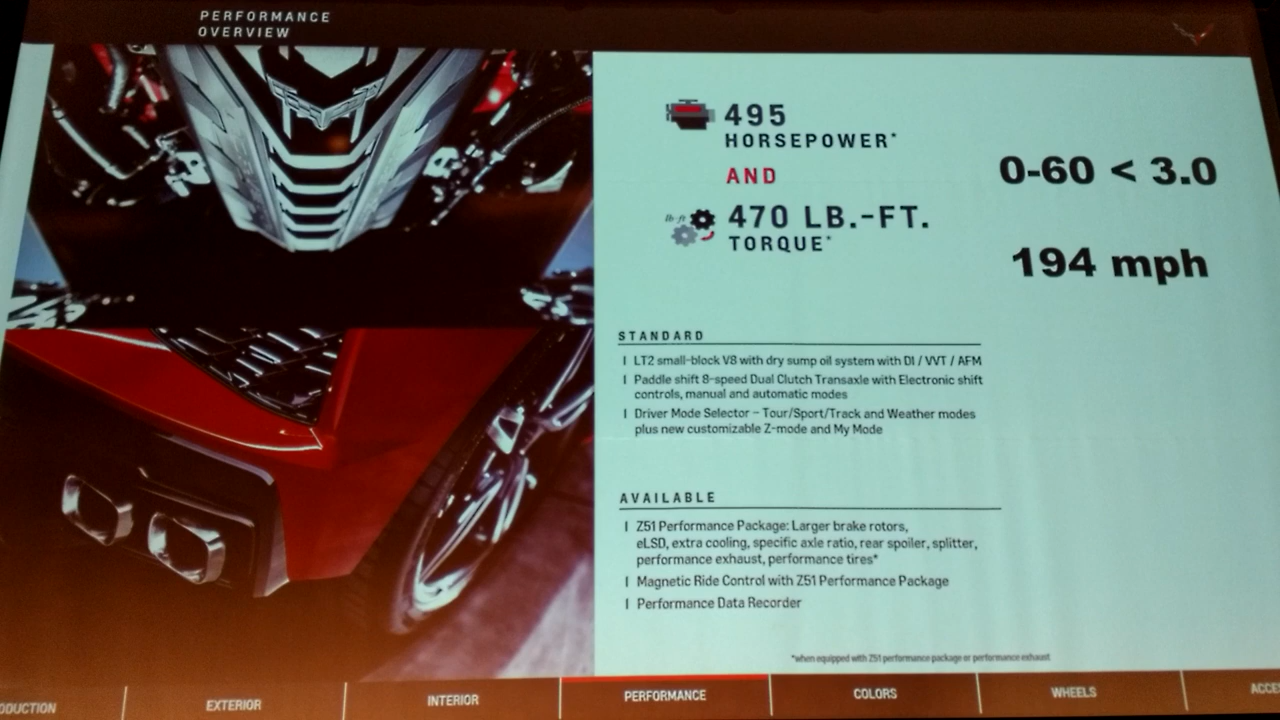 PERFORMANCE
OVERVIEW
495
HORSEPOWER*
AND
lb-ft
470 LB.-FT.
TORQUE*
0-60 < 3.0
194 mph
STANDARD
LT2 small-block V8 with dry sump oil system with DI / VVT / AFM
Paddle shift 8-speed Dual Clutch Transaxle with Electronic shift
controls, manual and automatic modes
Driver Mode Selector – Tour/Sport/Track and Weather modes
plus new customizable Z-mode and My Mode
AVAILABLE
Z51 Performance Package: Larger brake rotors,
eLSD, extra cooling, specific axle ratio, rear spoiler, splitter,
performance exhaust, performance tires*
Magnetic Ride Control with Z51 Performance Package
Performance Data Recorder
*when equipped with Z51 performance package or performance exhaust
ODUCTION
EXTERIOR
INTERIOR
PERFORMANCE
COLORS
WHEELS
ACCE